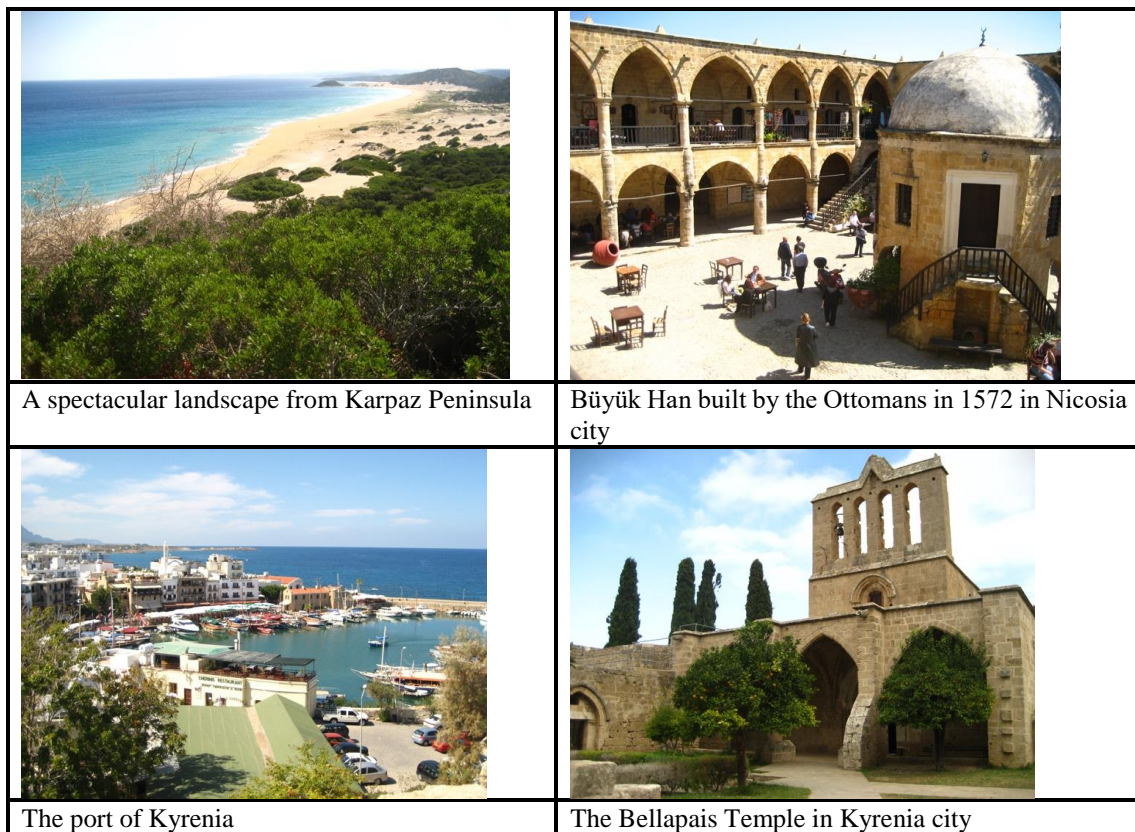 A spectacular landscape from Karpaz Peninsula
Büyük Han built by the Ottomans in 1572 in Nicosia
city
RESTAURANT
The port of Kyrenia
The Bellapais Temple in Kyrenia city